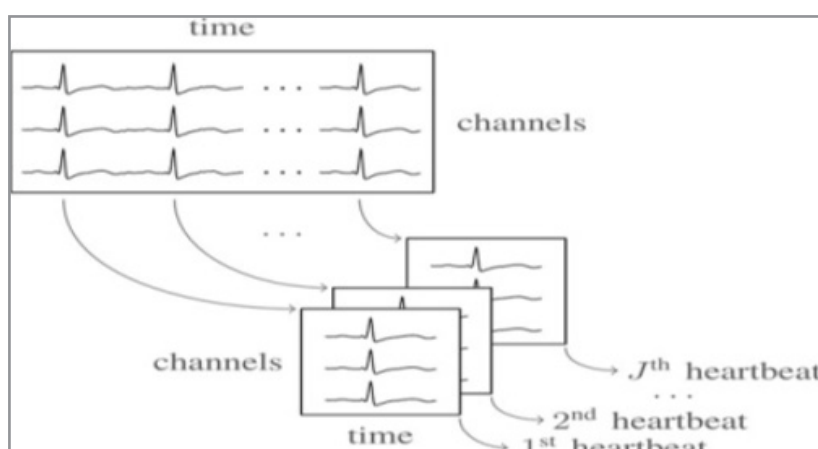 time
channels
. . .
. . .
. . .
. . .
channels
Jth heartbeat
. . .
2nd heartbeat
time
1st heartbeat